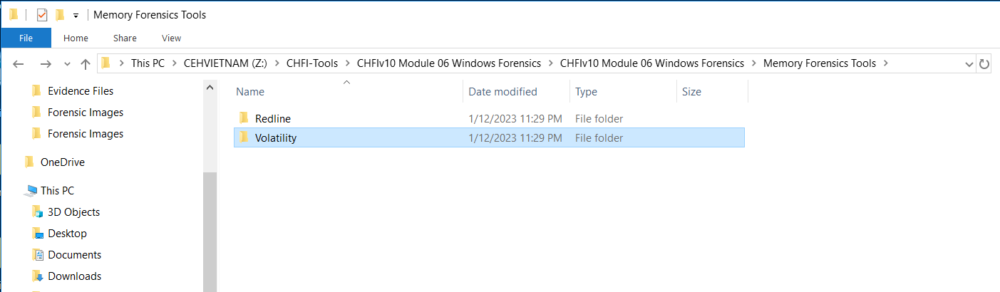 Memory Forensics Tools
File Home Share View
This PC CEHVIETNAM (Z:) CHFI-Tools CHFIv10 Module 06 Windows Forensics CHFIv10 Module 06 Windows Forensics Memory Forensics Tools
Evidence Files
Forensic Images
Forensic Images
OneDrive
This PC
3D Objects
Desktop
Documents
Downloads
Name Date modified Type Size
Redline 1/12/2023 11:29 PM File folder
Volatility 1/12/2023 11:29 PM File folder